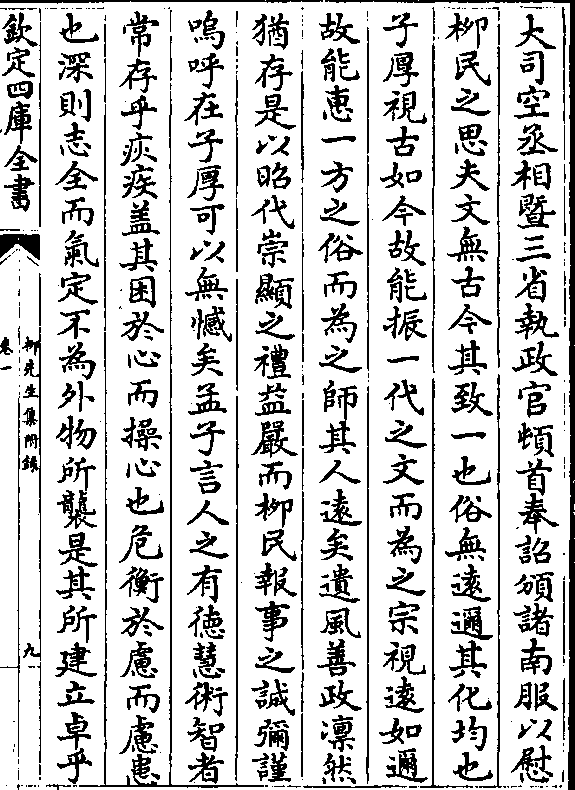 大司空丞相暨三省執政官頓首奉詔頒諸南服以慰
柳民之思夫文無古今其致一也俗無遠邇其化均也
子厚視古如今故能振一代之文而為之宗視遠如邇
故能惠一方之俗而為之師其人遠矣遺風善政凛然
猶存是以昭代崇顯之禮益嚴而柳民報事之誠彌謹
嗚呼在子厚可以無憾矣孟子言人之有徳慧術智者
常存乎疢疾盖其困於心而操心也危衡於慮而慮患
也深則志全而氣定不為外物所襲是其所建立卓乎
欽定四庫全書
柳先生集附錄
卷一
九